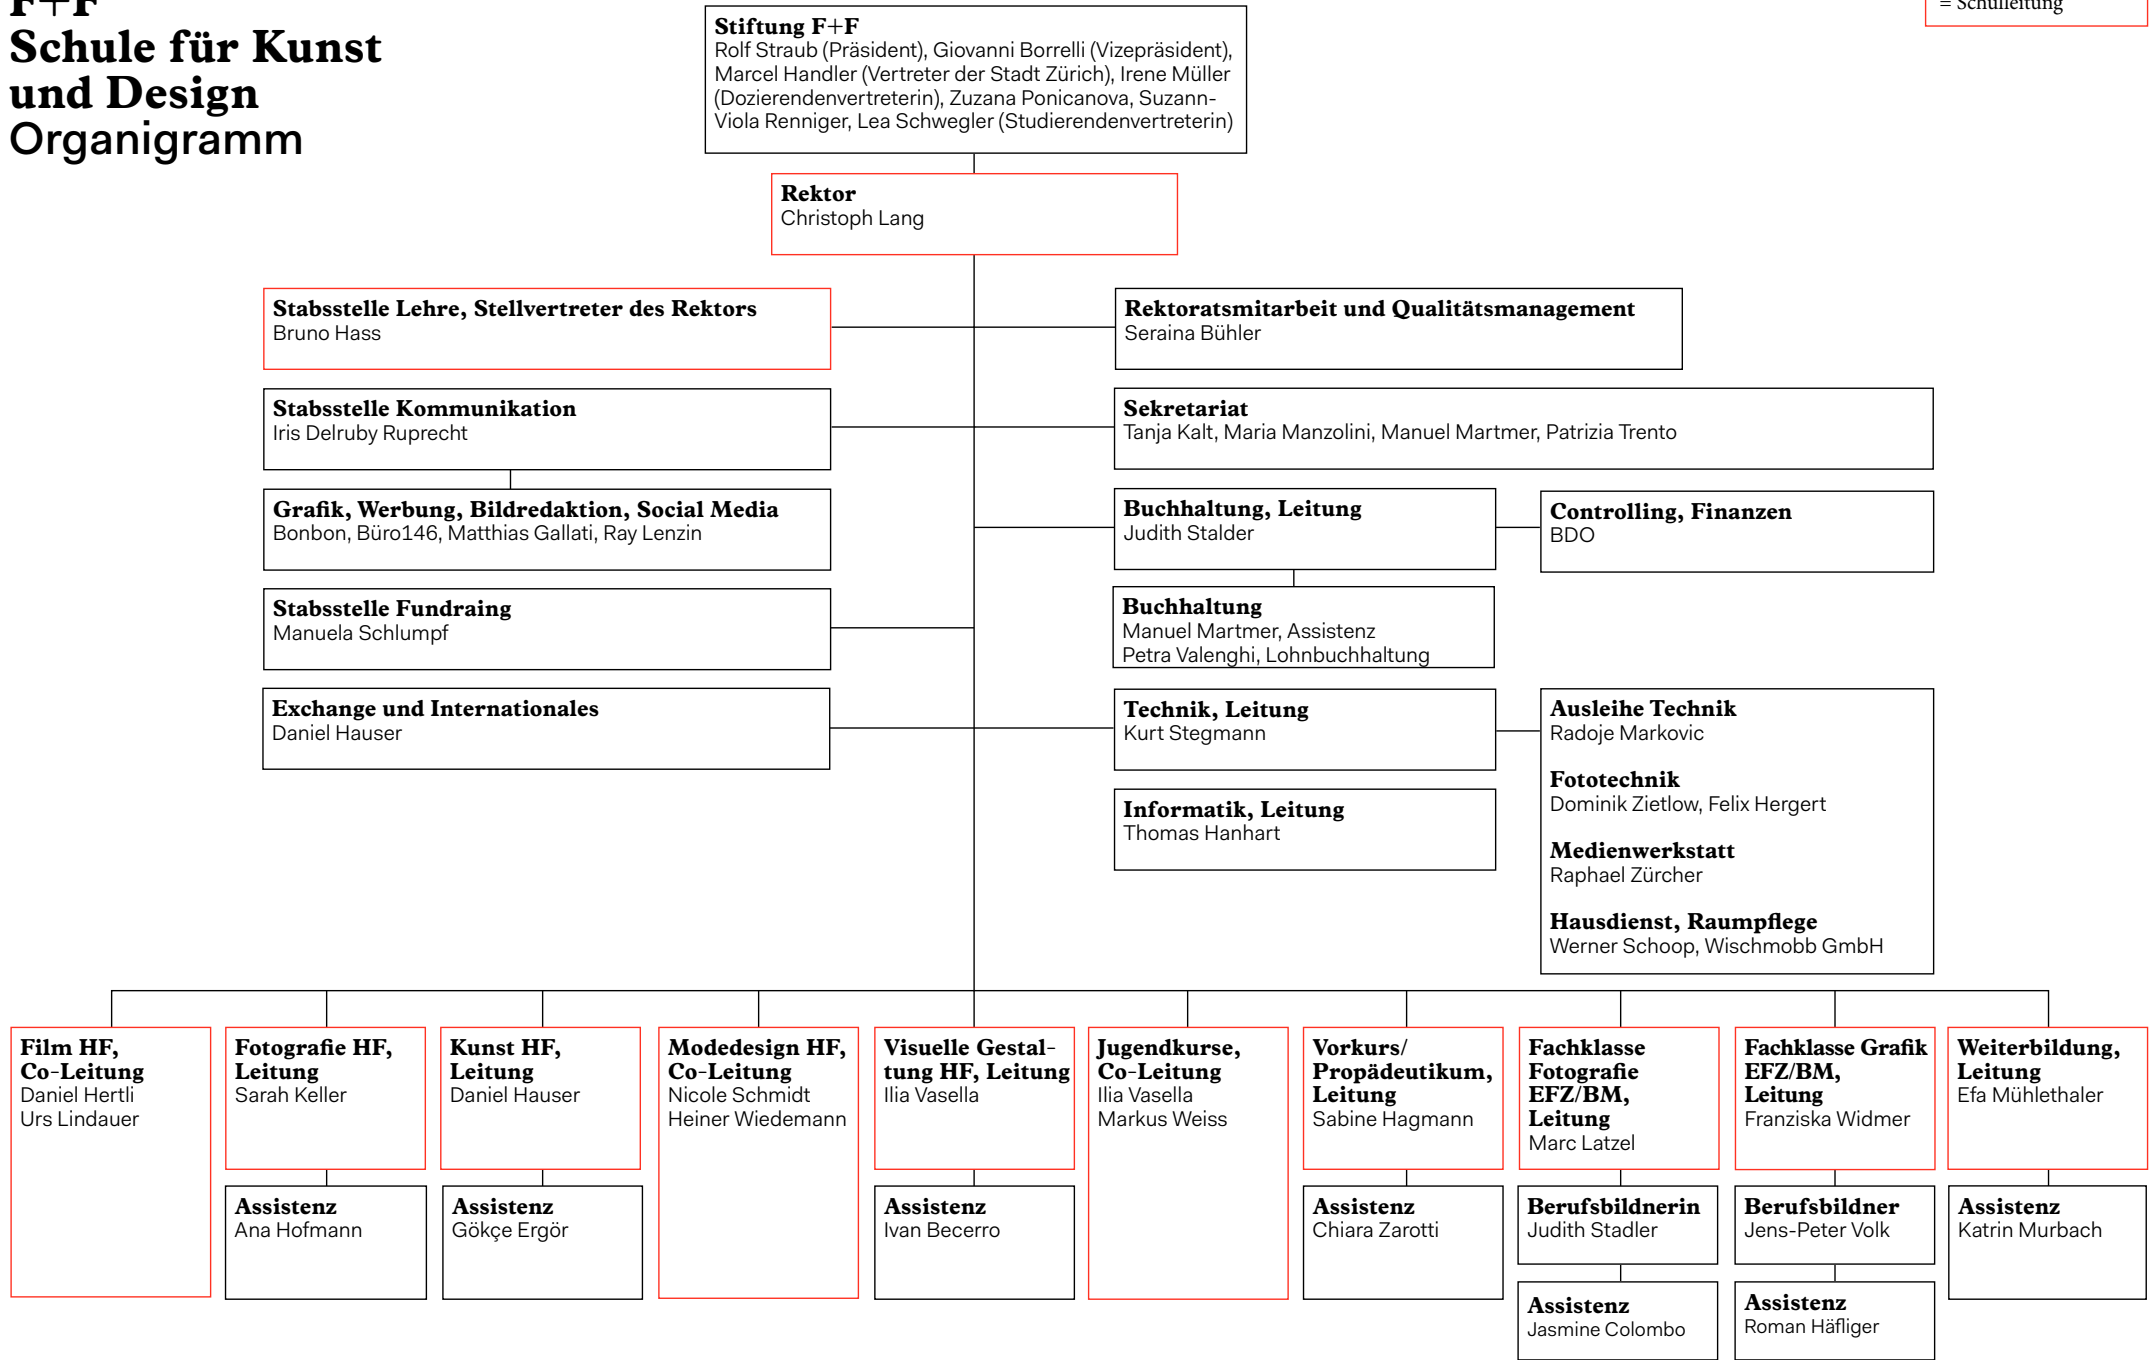 F+F
Schule für Kunst
und Design
Organigramm
= Schulleitung
Stiftung F+F
Rolf Straub (Präsident), Giovanni Borrelli (Vizepräsident),
Marcel Handler (Vertreter der Stadt Zürich), Irene Müller
(Dozierendenvertreterin), Zuzana Ponicanova, Suzann-
Viola Renniger, Lea Schwegler (Studierendenvertreterin)
Rektor
Christoph Lang
Stabsstelle Lehre, Stellvertreter des Rektors
Bruno Hass
Rektoratsmitarbeit und Qualitätsmanagement
Seraina Bühler
Stabsstelle Kommunikation
Iris Delruby Ruprecht
Sekretariat
Tanja Kalt, Maria Manzolini, Manuel Martmer, Patrizia Trento
Grafik, Werbung, Bildredaktion, Social Media
Bonbon, Büro146, Matthias Gallati, Ray Lenzin
Buchhaltung, Leitung
Judith Stalder
Controlling, Finanzen
BDO
Stabsstelle Fundraing
Manuela Schlumpf
Buchhaltung
Manuel Martmer, Assistenz
Petra Valenghi, Lohnbuchhaltung
Exchange und Internationales
Daniel Hauser
Technik, Leitung
Kurt Stegmann
Ausleihe Technik
Radoje Markovic
Fototechnik
Dominik Zietlow, Felix Hergert
Medienwerkstatt
Raphael Zürcher
Hausdienst, Raumpflege
Werner Schoop, Wischmobb GmbH
Informatik, Leitung
Thomas Hanhart
Film HF,
Co-Leitung
Daniel Hertli
Urs Lindauer
Fotografie HF,
Leitung
Sarah Keller
Assistenz
Ana Hofmann
Kunst HF,
Leitung
Daniel Hauser
Assistenz
Gökçe Ergör
Modedesign HF,
Co-Leitung
Nicole Schmidt
Heiner Wiedemann
Visuelle Gestal-
tung HF, Leitung
Ilia Vasella
Assistenz
Ivan Becerro
Jugendkurse,
Co-Leitung
Ilia Vasella
Markus Weiss
Vorkurs/
Propädeutikum,
Leitung
Sabine Hagmann
Assistenz
Chiara Zarotti
Fachklasse
Fotografie
EFZ/BM,
Leitung
Marc Latzel
Berufsbildnerin
Judith Stadler
Assistenz
Jasmine Colombo
Fachklasse Grafik
EFZ/BM,
Leitung
Franziska Widmer
Berufsbildner
Jens-Peter Volk
Assistenz
Roman Häfliger
Weiterbildung,
Leitung
Efa Mühlethaler
Assistenz
Katrin Murbach